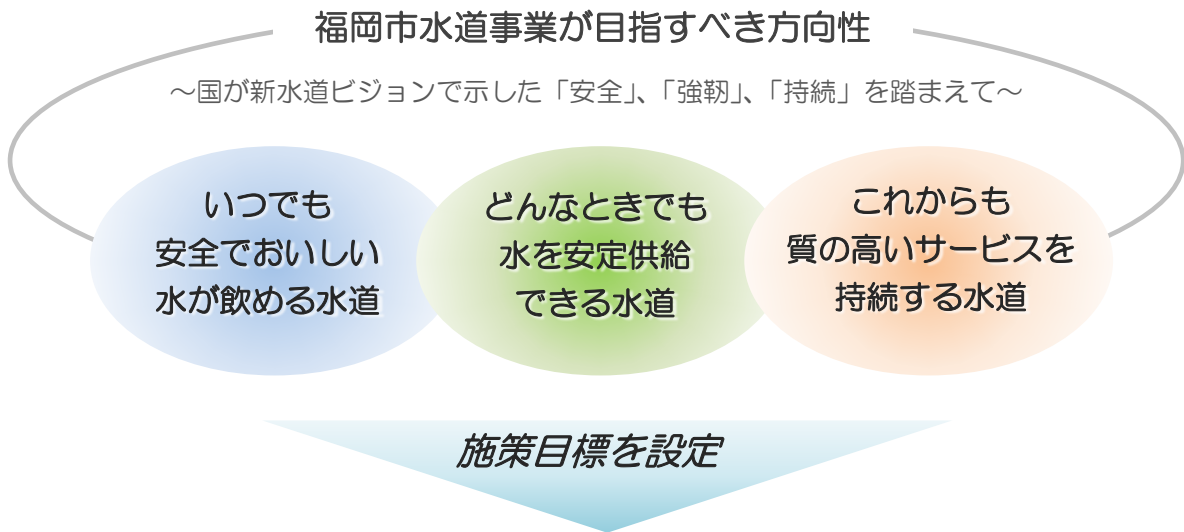 福岡市水道事業が目指すべき方向性
～国が新水道ビジョンで示した「安全」、「強靭」、「持続」を踏まえて～
いつでも
安全でおいしい
水が飲める水道
どんなときでも
水を安定供給
できる水道
これからも
質の高いサービスを
持続する水道
施策目標を設定